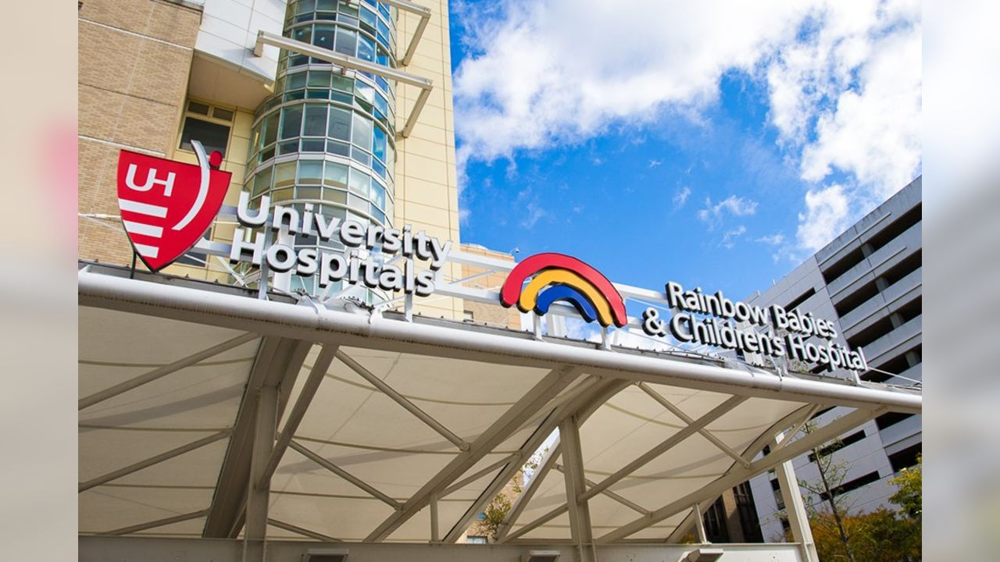 UH
University
Hospitals
Rainbow Babies
& Children's Hospital